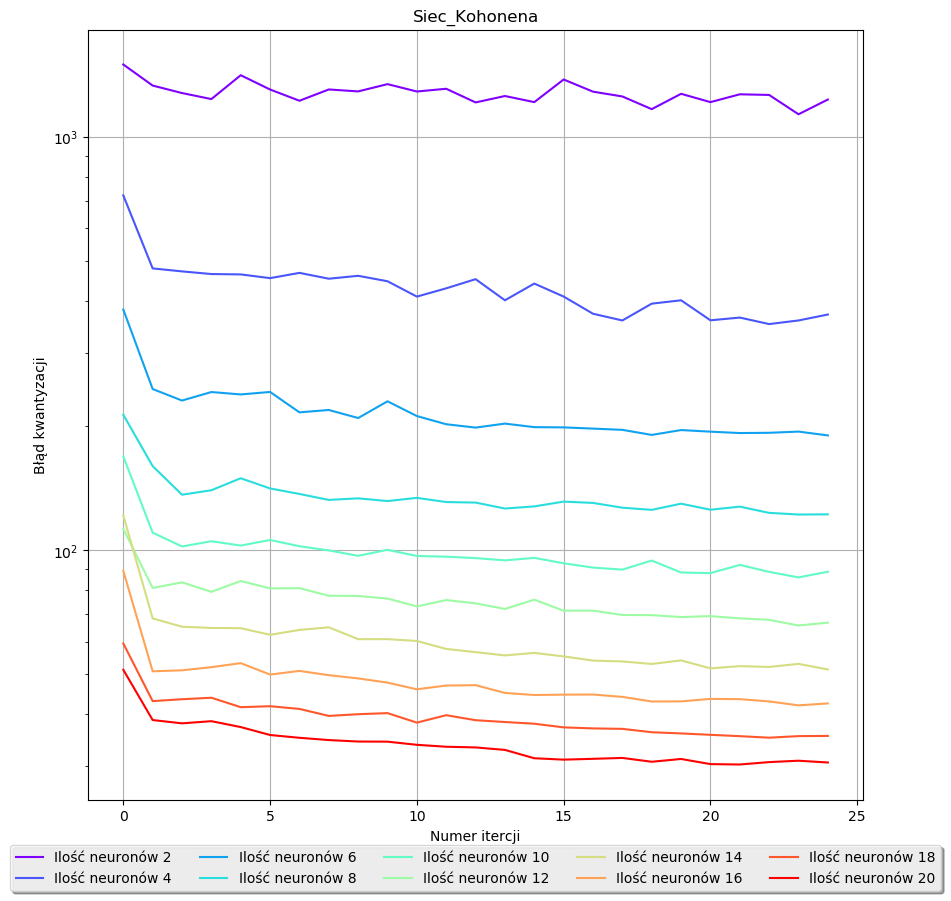 Siec_Kohonena
10³
10²
Błąd kwantyzacji
0 5 10 15 20 25
Numer itercji
Ilość neuronów 2 Ilość neuronów 6 Ilość neuronów 10 Ilość neuronów 14 Ilość neuronów 18
Ilość neuronów 4 Ilość neuronów 8 Ilość neuronów 12 Ilość neuronów 16 Ilość neuronów 20